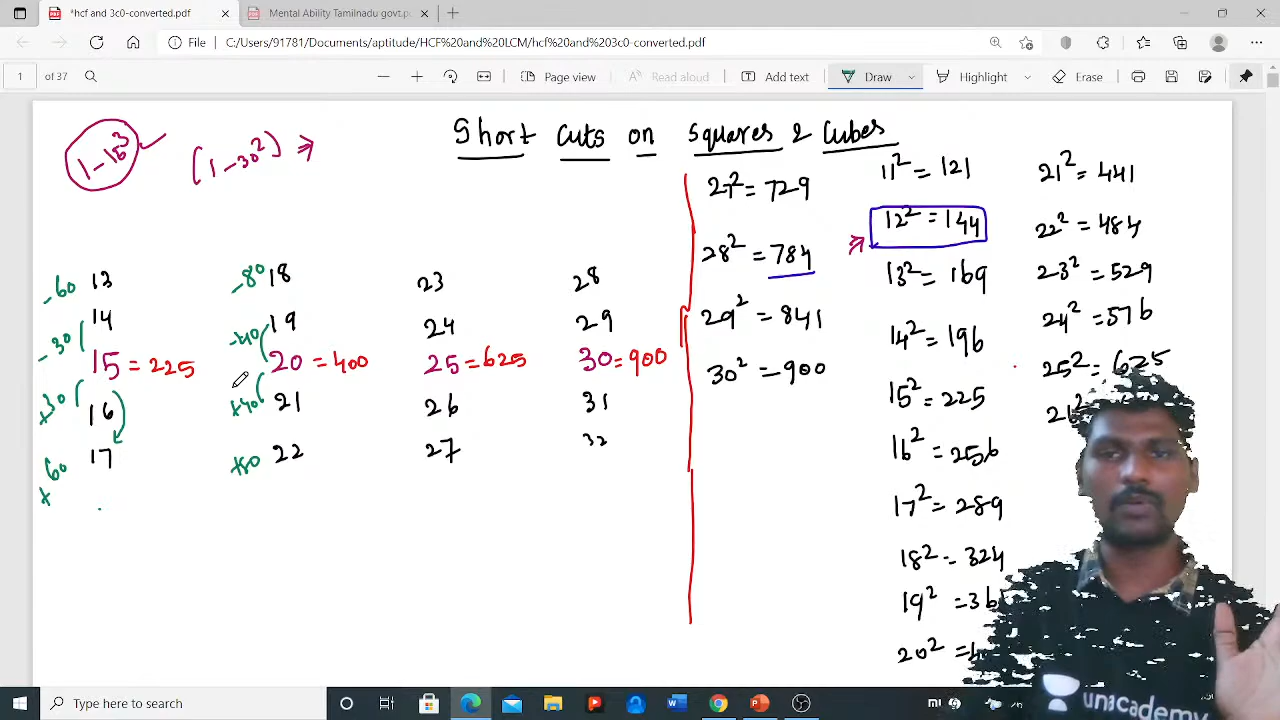 *hcf and 3c0-converted.pdf
Mental Ability Tamilnadu govt.p
File C:/Users/91781/Documents/aptitude/HCF%20and%20LCM/hcf%20and%203c0-converted.pdf
1 of 37 Page view Read aloud Add text Draw Highlight Erase
Short Cuts on Squares & Cubes
1-15³
(1-30²) ⇒
-60 13
-30 14
15 = 225
+30 16
+60 17
-80 18
-40 19
20 = 400
+40 21
+80 22
23
24
25 = 625
26
27
28
29
30 = 900
31
32
27² = 729
28² = 784
29² = 841
30² = 900
11² = 121
12² = 144
13² = 169
14² = 196
15² = 225
16² = 256
17² = 289
18² = 324
19² = 36
20² =
21² = 441
22² = 484
23² = 529
24² = 576
25² = 625
unacademy
Type here to search